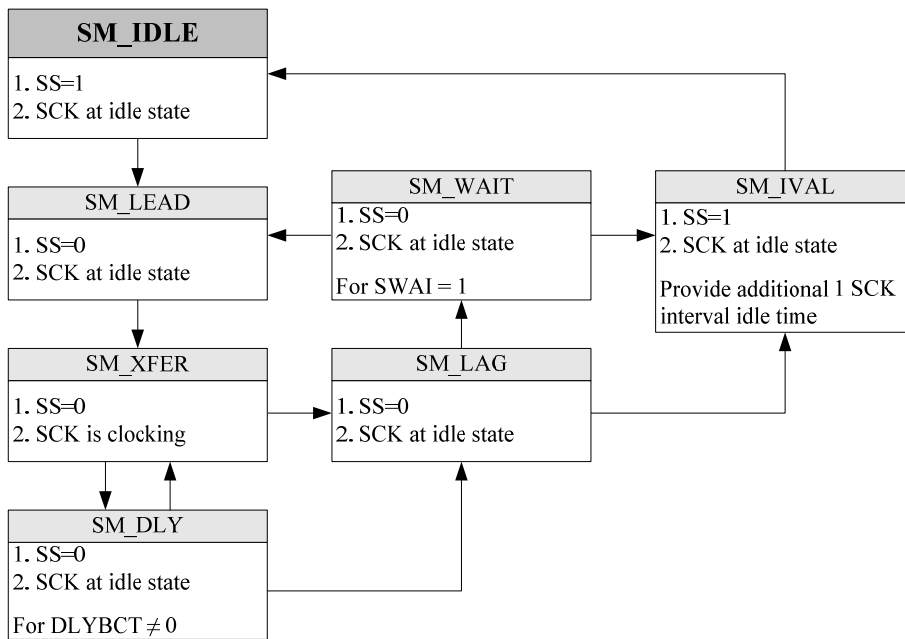 SM_IDLE
1. SS=1
2. SCK at idle state
SM_LEAD
1. SS=0
2. SCK at idle state
SM_WAIT
1. SS=0
2. SCK at idle state
For SWAI = 1
SM_IVAL
1. SS=1
2. SCK at idle state
Provide additional 1 SCK
interval idle time
SM_XFER
1. SS=0
2. SCK is clocking
SM_LAG
1. SS=0
2. SCK at idle state
SM_DLY
1. SS=0
2. SCK at idle state
For DLYBCT ≠ 0